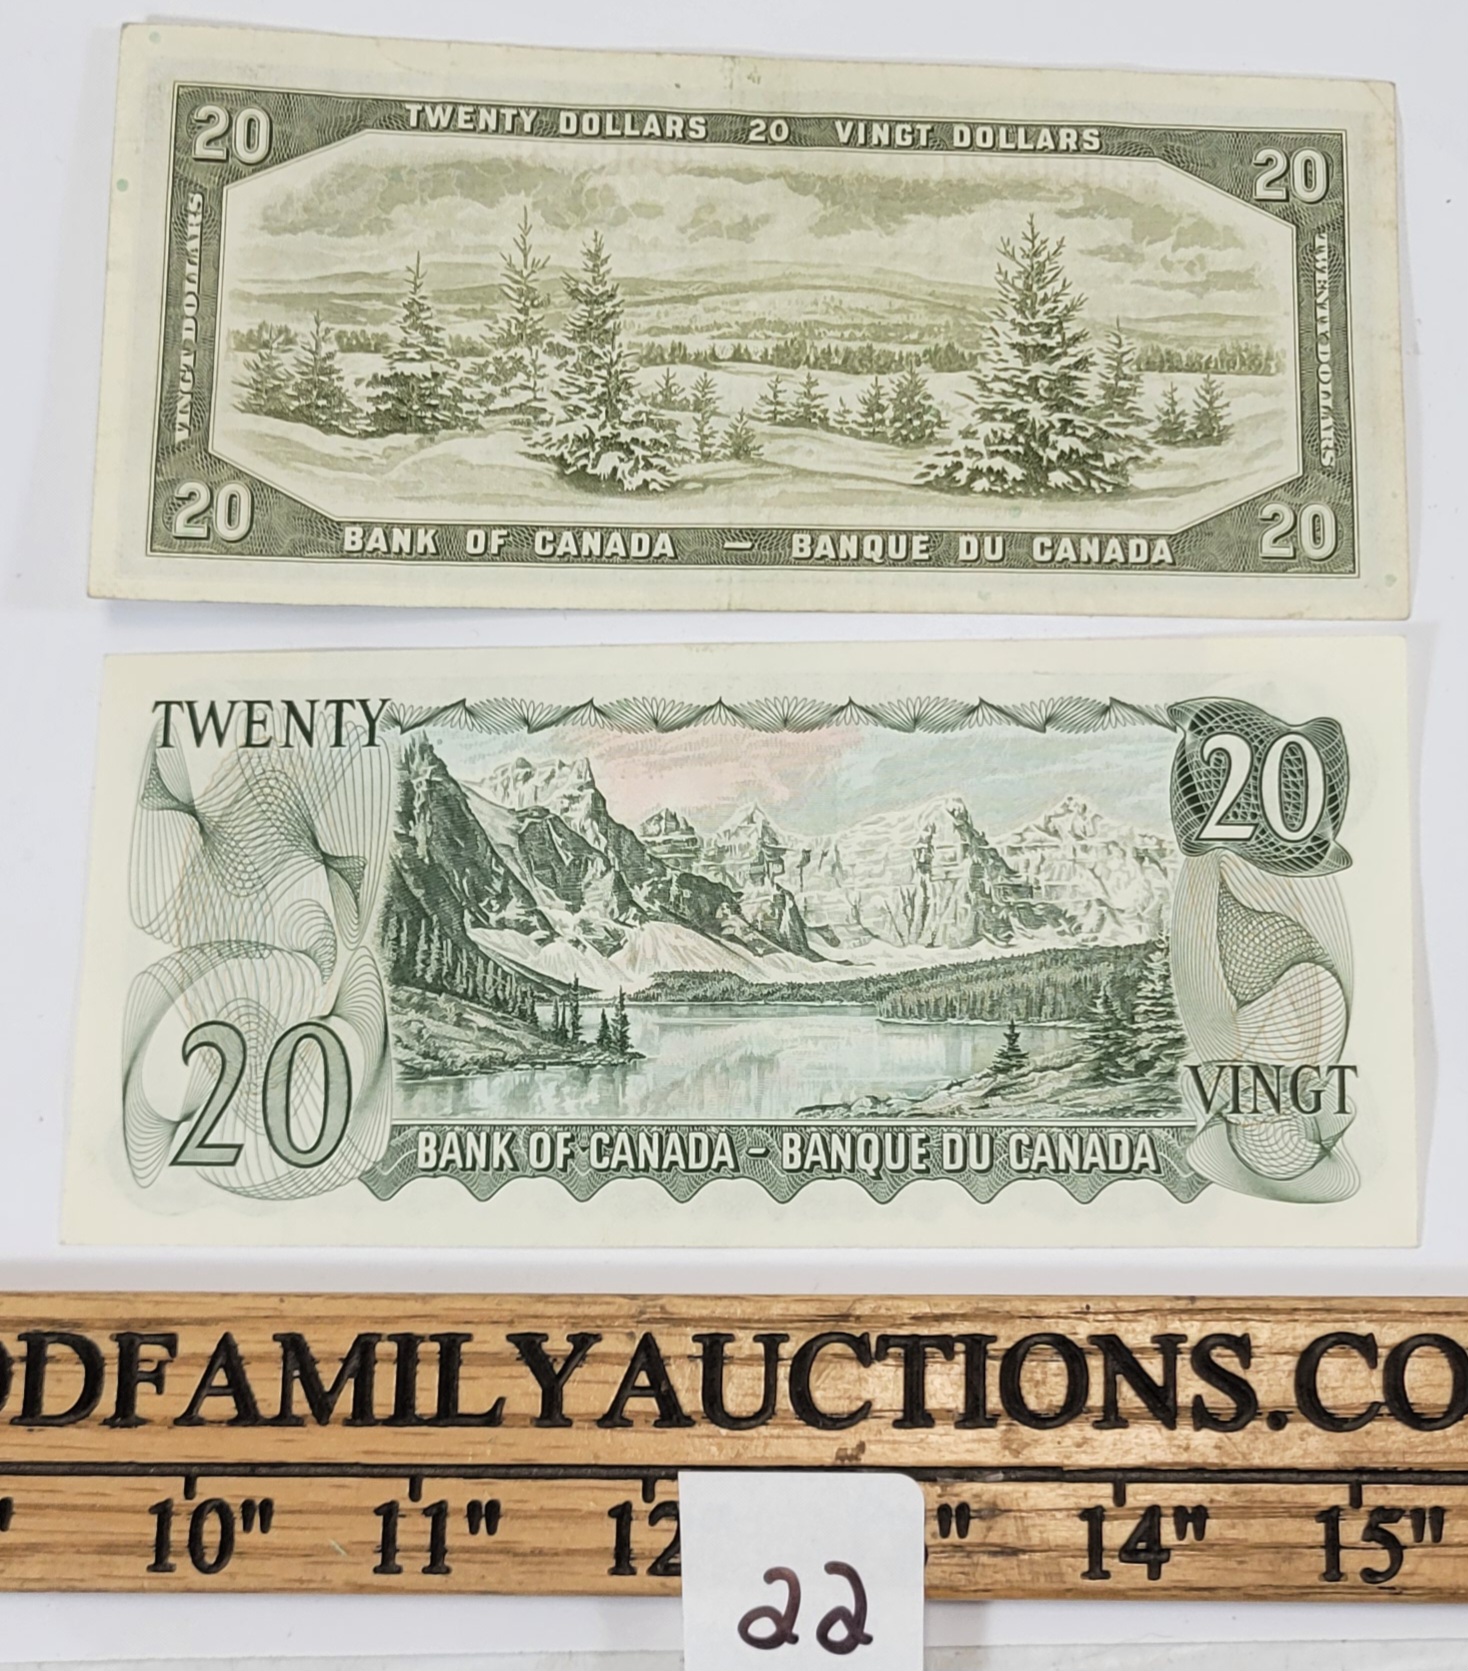 20 TWENTY DOLLARS 20 VINGT DOLLARS 20
VINGT DOLLARS
TWENTY DOLLARS
20 BANK OF CANADA — BANQUE DU CANADA 20
TWENTY
20
20
VINGT
BANK OF CANADA – BANQUE DU CANADA
DFAMILYAUCTIONS.CO
10" 11" 12 " 14" 15"
22